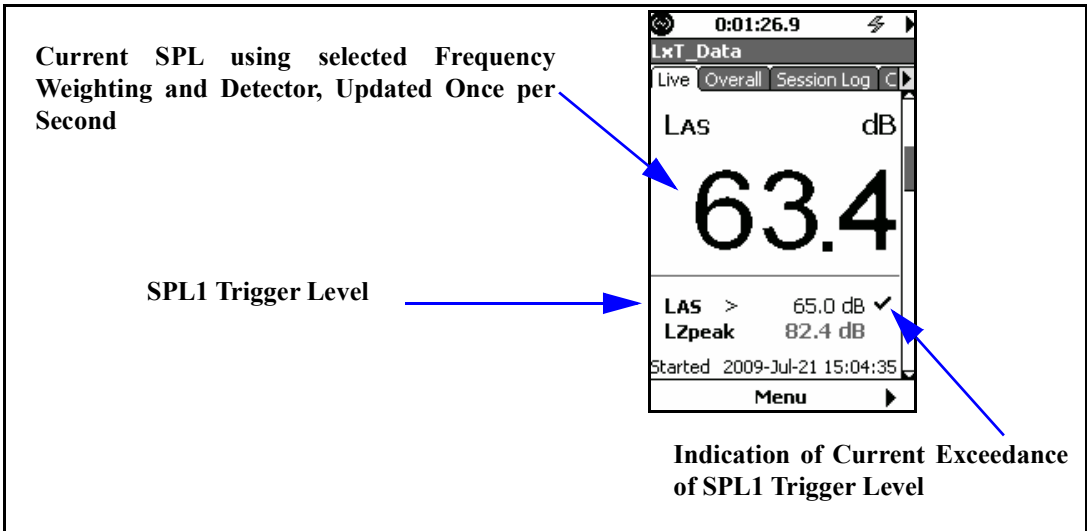 Current SPL using selected Frequency
Weighting and Detector, Updated Once per
Second
SPL1 Trigger Level
0:01:26.9
LxT_Data
Live Overall Session Log C
LAS dB
63.4
LAS > 65.0 dB ✔
LZpeak 82.4 dB
Started 2009-Jul-21 15:04:35
Menu
Indication of Current Exceedance
of SPL1 Trigger Level